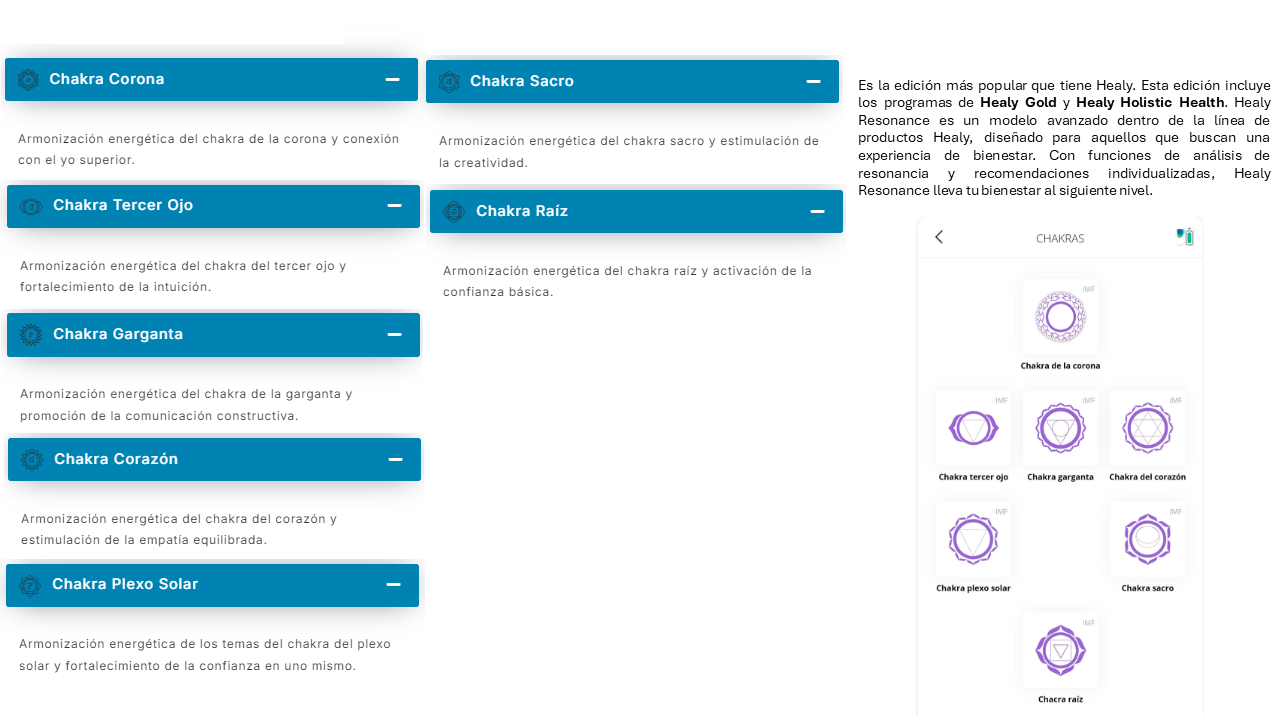 Chakra Corona
Armonización energética del chakra de la corona y conexión
con el yo superior.
Chakra Tercer Ojo
Armonización energética del chakra del tercer ojo y
fortalecimiento de la intuición.
Chakra Garganta
Armonización energética del chakra de la garganta y
promoción de la comunicación constructiva.
Chakra Corazón
Armonización energética del chakra del corazón y
estimulación de la empatía equilibrada.
Chakra Plexo Solar
Armonización energética de los temas del chakra del plexo
solar y fortalecimiento de la confianza en uno mismo.
Chakra Sacro
Armonización energética del chakra sacro y estimulación de
la creatividad.
Chakra Raíz
Armonización energética del chakra raíz y activación de la
confianza básica.
Es la edición más popular que tiene Healy. Esta edición incluye
los programas de Healy Gold y Healy Holistic Health. Healy
Resonance es un modelo avanzado dentro de la línea de
productos Healy, diseñado para aquellos que buscan una
experiencia de bienestar. Con funciones de análisis de
resonancia y recomendaciones individualizadas, Healy
Resonance lleva tu bienestar al siguiente nivel.
CHAKRAS
IMF
Chakra de la corona
IMF IMF IMF
Chakra tercer ojo Chakra garganta Chakra del corazón
IMF IMF
Chakra plexo solar Chakra sacro
IMF
Chacra raíz